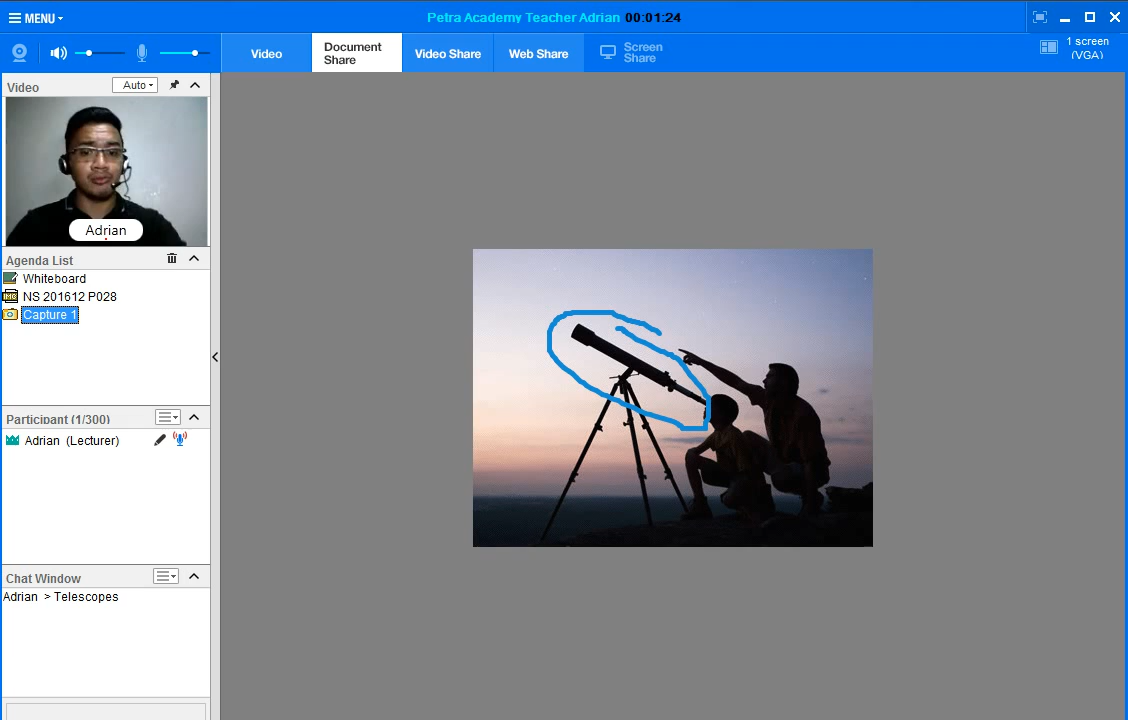 MENU
Petra Academy Teacher Adrian 00:01:24
Video
Document
Share
Video Share
Web Share
Screen
Share
1 screen
(VGA)
Video
Auto
Adrian
Agenda List
Whiteboard
NS 201612 P028
Capture 1
Participant (1/300)
Adrian (Lecturer)
Chat Window
Adrian > Telescopes